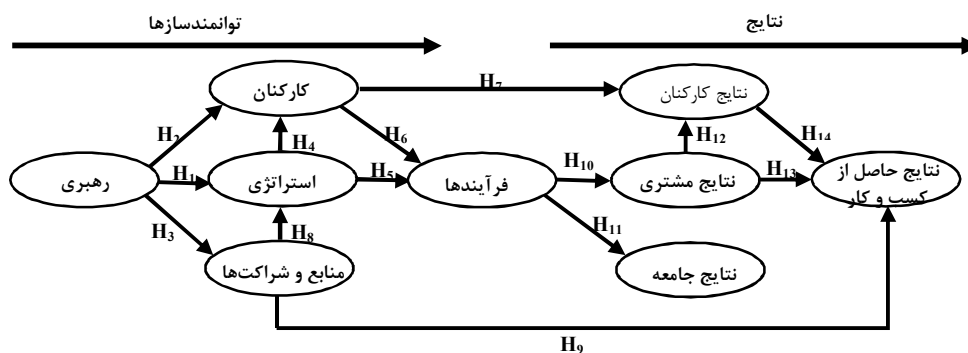 توانمندسازها
نتایج
کارکنان
H₇
نتایج کارکنان
H₂
H₄
H₆
H₁₂
H₁₄
رهبری
H₁
استراتژی
H₅
فرآیندها
H₁₀
نتایج مشتری
H₁₃
نتایج حاصل از
کسب و کار
H₃
H₈
H₁₁
منابع و شراکت‌ها
نتایج جامعه
H₉